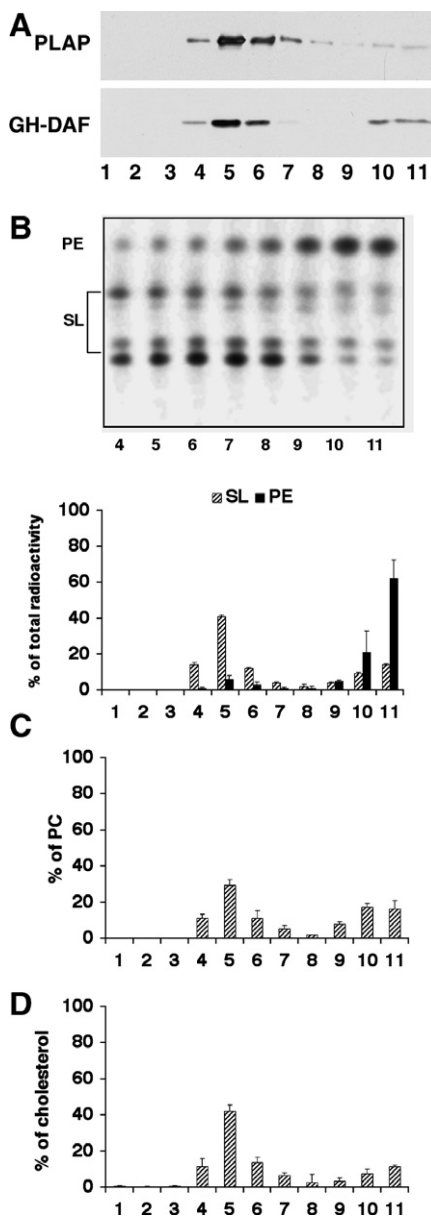 A PLAP
GH-DAF
1 2 3 4 5 6 7 8 9 10 11
B PE
SL
4 5 6 7 8 9 10 11
SL PE
% of total radioactivity
100
80
60
40
20
0
1 2 3 4 5 6 7 8 9 10 11
C
% of PC
100
80
60
40
20
0
1 2 3 4 5 6 7 8 9 10 11
D
% of cholesterol
100
80
60
40
20
0
1 2 3 4 5 6 7 8 9 10 11